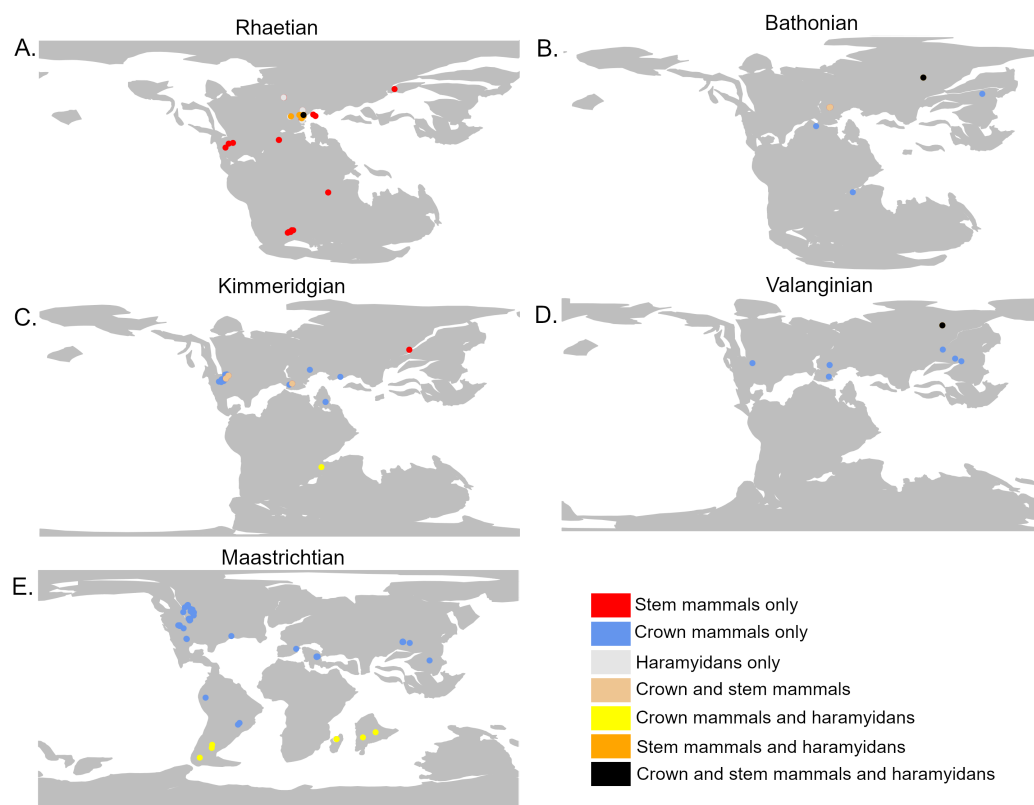 Rhaetian
A.
Bathonian
B.
Kimmeridgian
C.
Valanginian
D.
Maastrichtian
E.
Stem mammals only
Crown mammals only
Haramyidans only
Crown and stem mammals
Crown mammals and haramyidans
Stem mammals and haramyidans
Crown and stem mammals and haramyidans